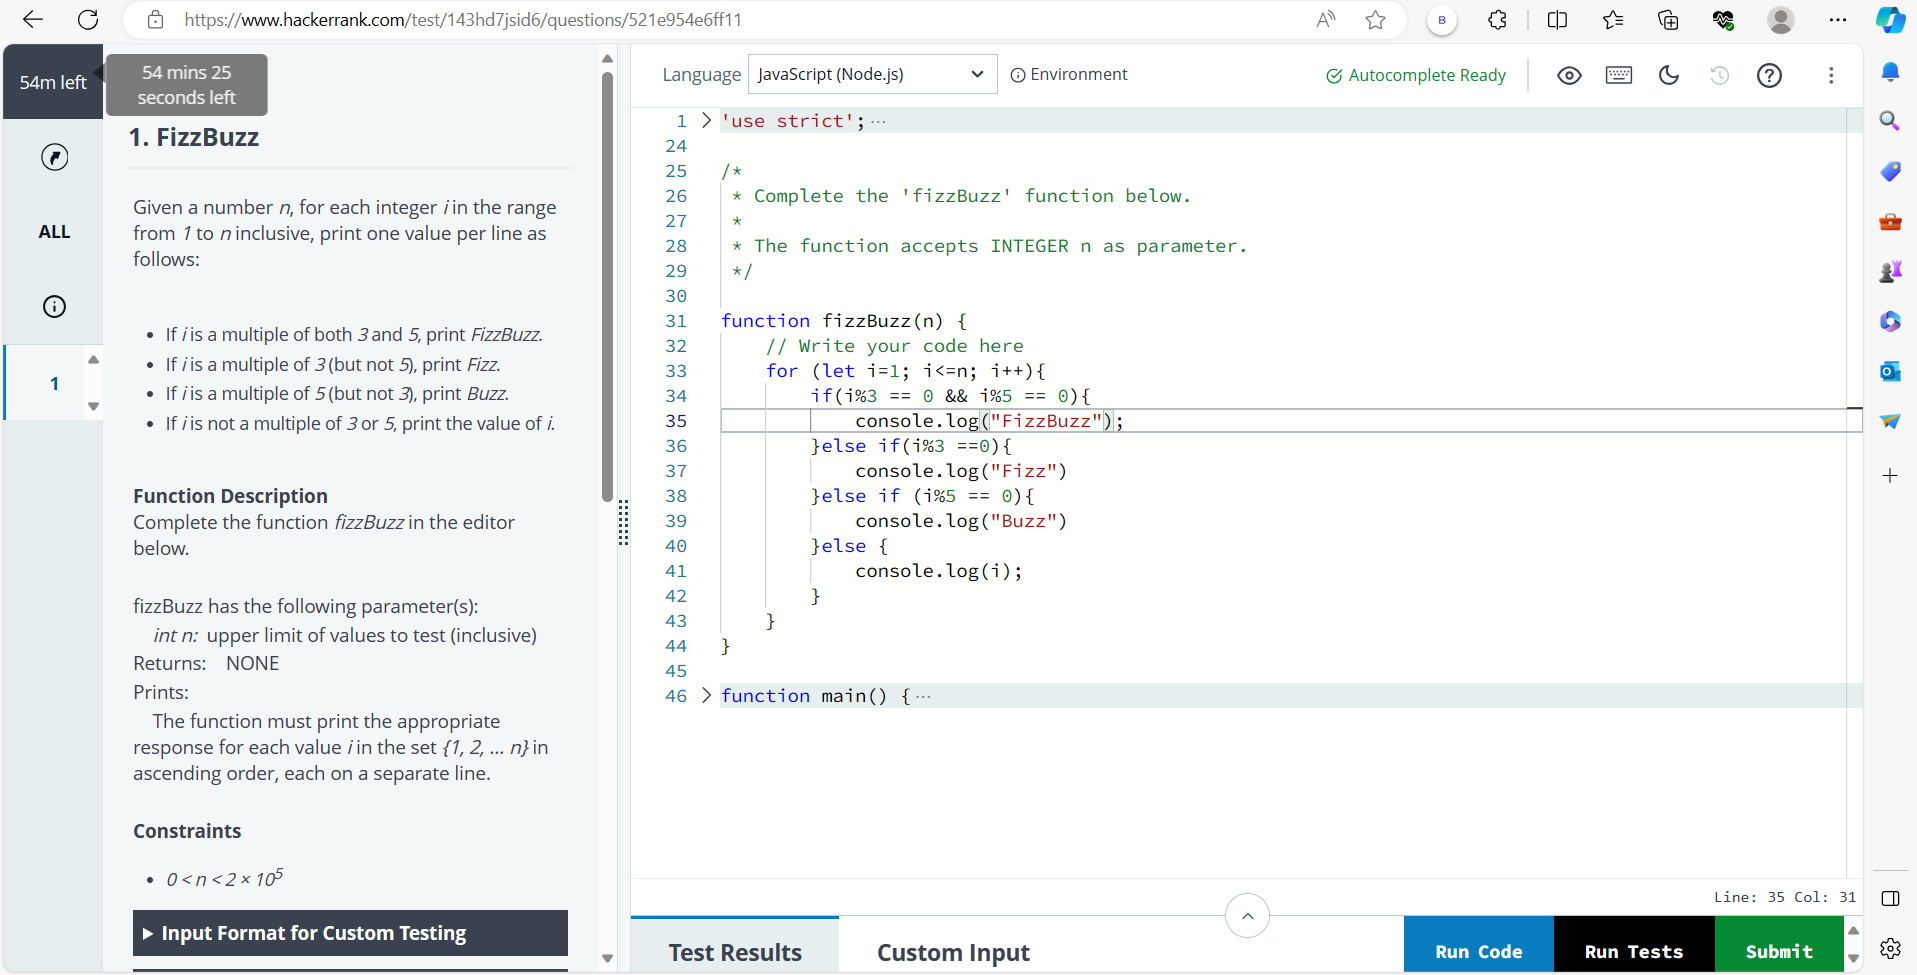 https://www.hackerrank.com/test/143hd7jsid6/questions/521e954e6ff11
B
54m left
54 mins 25
seconds left
ALL
1
1. FizzBuzz
Given a number n, for each integer i in the range
from 1 to n inclusive, print one value per line as
follows:
• If i is a multiple of both 3 and 5, print FizzBuzz.
• If i is a multiple of 3 (but not 5), print Fizz.
• If i is a multiple of 5 (but not 3), print Buzz.
• If i is not a multiple of 3 or 5, print the value of i.
Function Description
Complete the function fizzBuzz in the editor
below.
fizzBuzz has the following parameter(s):
int n: upper limit of values to test (inclusive)
Returns: NONE
Prints:
The function must print the appropriate
response for each value i in the set {1, 2, ... n} in
ascending order, each on a separate line.
Constraints
• 0 < n < 2 × 10^5
Input Format for Custom Testing
Language JavaScript (Node.js) Environment Autocomplete Ready
1 'use strict'; ...
24
25 /*
26 * Complete the 'fizzBuzz' function below.
27 *
28 * The function accepts INTEGER n as parameter.
29 */
30
31 function fizzBuzz(n) {
32 // Write your code here
33 for (let i=1; i<=n; i++){
34 if(i%3 == 0 && i%5 == 0){
35 console.log("FizzBuzz");
36 }else if(i%3 ==0){
37 console.log("Fizz")
38 }else if (i%5 == 0){
39 console.log("Buzz")
40 }else {
41 console.log(i);
42 }
43 }
44 }
45
46 function main() { ...
Line: 35 Col: 31
Test Results Custom Input Run Code Run Tests Submit